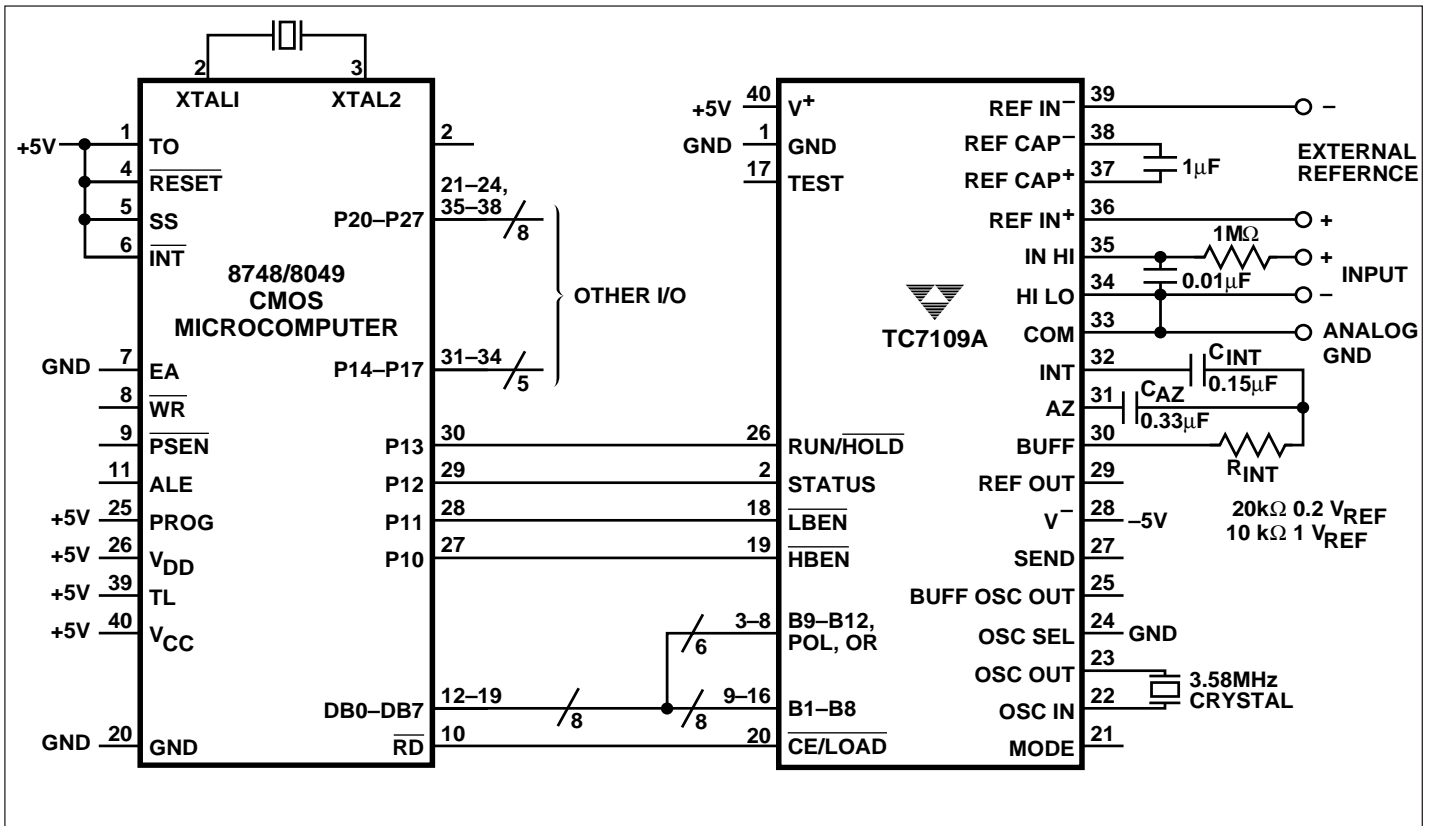 2 3
XTALI XTAL2
+5V 1 TO
4 RESET
5 SS
6 INT
8748/8049
CMOS
MICROCOMPUTER
GND 7 EA
8 WR
9 PSEN
11 ALE
+5V 25 PROG
+5V 26 VDD
+5V 39 TL
+5V 40 VCC
GND 20 GND
2
21–24,
P20–P27 35–38 8
OTHER I/O
P14–P17 31–34 5
P13 30
P12 29
P11 28
P10 27
DB0–DB7 12–19 8
RD 10
+5V 40 V+
GND 1 GND
17 TEST
TC7109A
26 RUN/HOLD
2 STATUS
18 LBEN
19 HBEN
6 3–8 B9–B12,
POL, OR
8 9–16 B1–B8
20 CE/LOAD
REF IN– 39 –
REF CAP– 38
1µF
REF CAP+ 37
EXTERNAL
REFERNCE
REF IN+ 36 +
IN HI 35 1MΩ +
0.01µF INPUT
HI LO 34 –
COM 33 ANALOG
GND
INT 32 CINT
0.15µF
AZ 31 CAZ
0.33µF
BUFF 30
RINT
REF OUT 29
20kΩ 0.2 VREF
10 kΩ 1 VREF
V– 28 –5V
SEND 27
BUFF OSC OUT 25
OSC SEL 24 GND
OSC OUT 23
3.58MHz
CRYSTAL
OSC IN 22
MODE 21